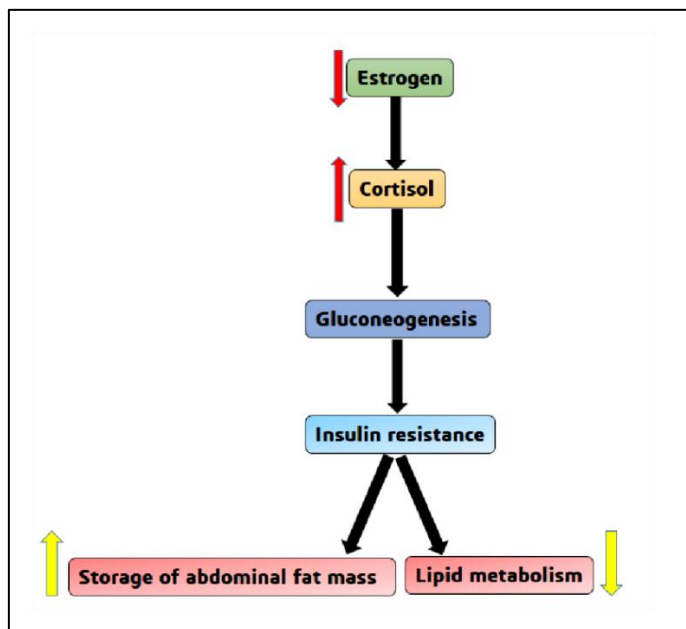 Estrogen
Cortisol
Gluconeogenesis
Insulin resistance
Storage of abdominal fat mass
Lipid metabolism